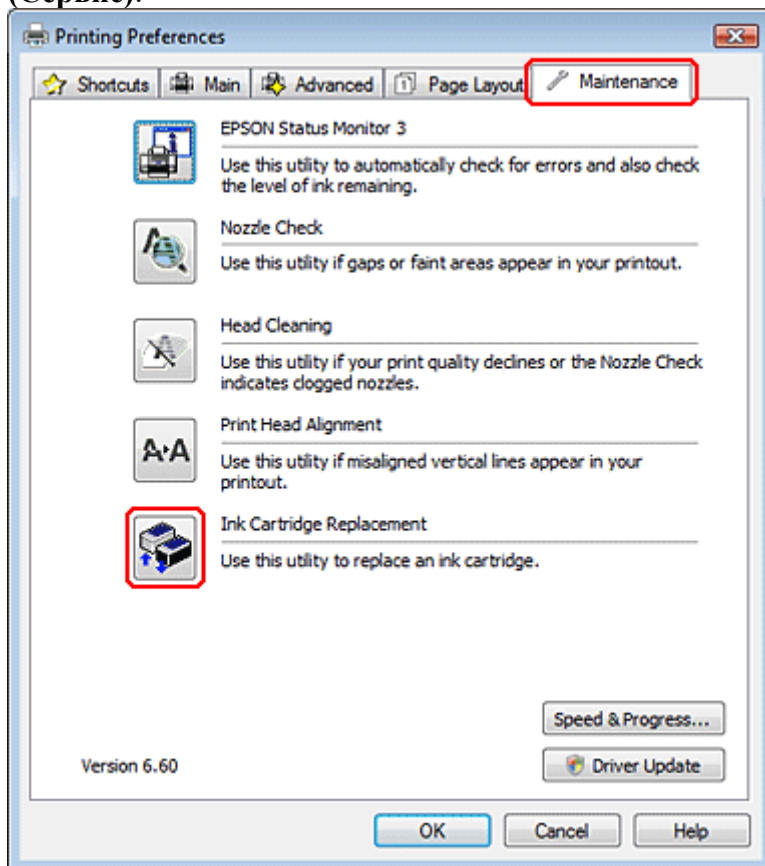 (Сервис).
Printing Preferences
Shortcuts Main Advanced 1 Page Layout Maintenance
EPSON Status Monitor 3
Use this utility to automatically check for errors and also check
the level of ink remaining.
Nozzle Check
Use this utility if gaps or faint areas appear in your printout.
Head Cleaning
Use this utility if your print quality declines or the Nozzle Check
indicates clogged nozzles.
Print Head Alignment
A A
Use this utility if misaligned vertical lines appear in your
printout.
Ink Cartridge Replacement
Use this utility to replace an ink cartridge.
Speed & Progress...
Version 6.60
Driver Update
OK Cancel Help